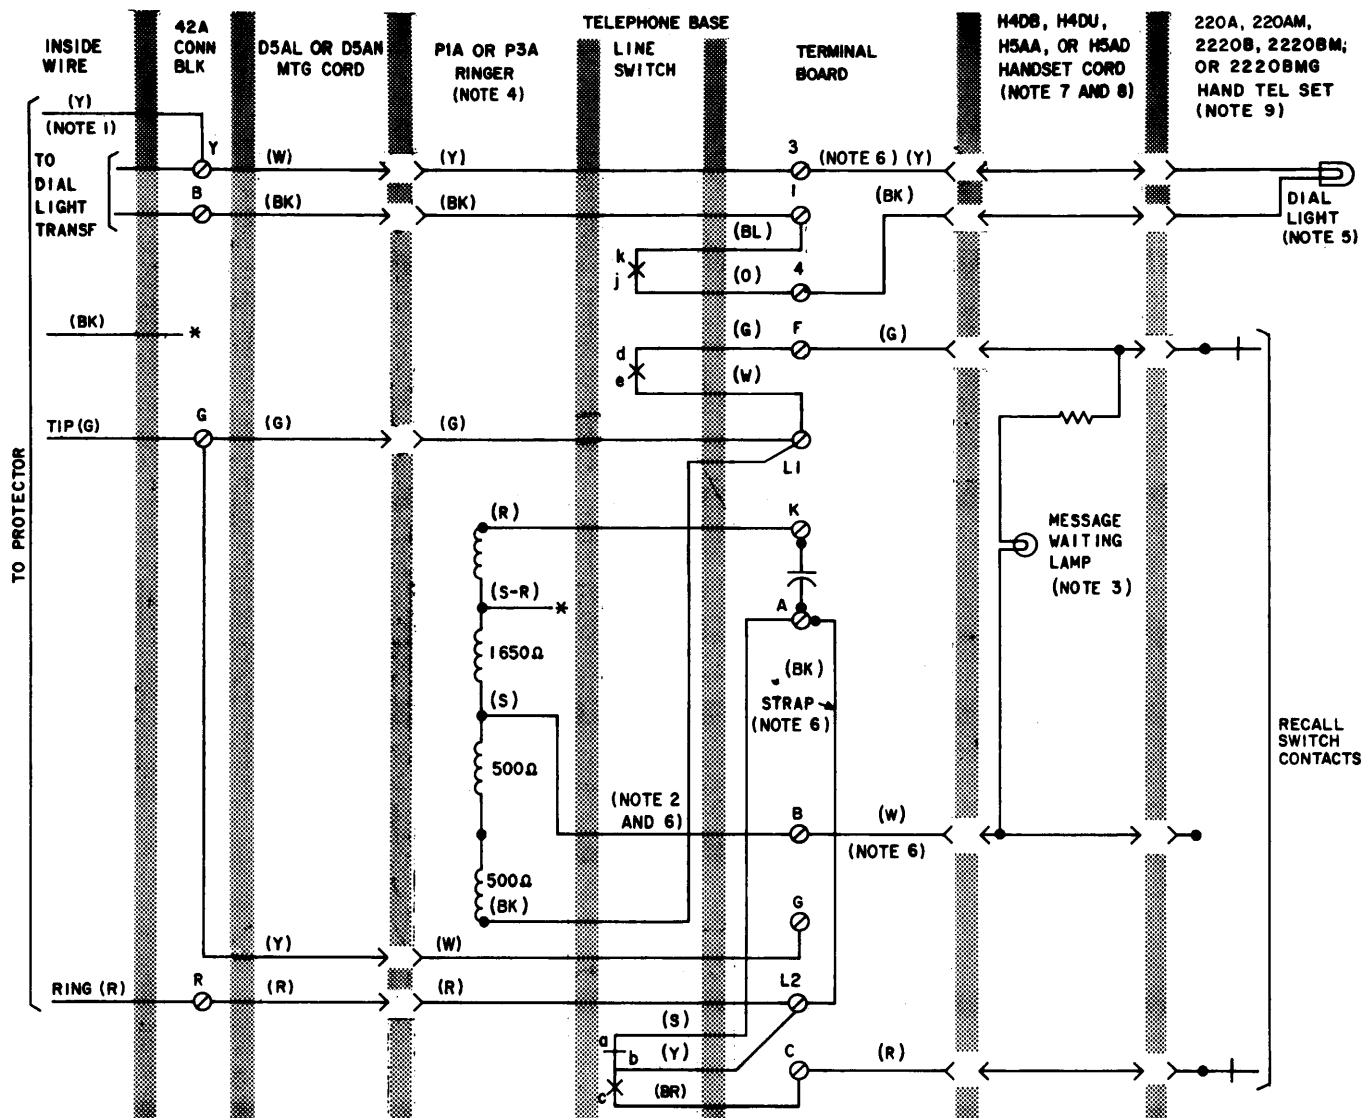 INSIDE
WIRE
42A
CONN
BLK
D5AL OR D5AN
MTG CORD
P1A OR P3A
RINGER
(NOTE 4)
TELEPHONE BASE
LINE
SWITCH
TERMINAL
BOARD
H4DB, H4DU,
H5AA, OR H5AD
HANDSET CORD
(NOTE 7 AND 8)
220A, 220AM,
2220B, 2220BM;
OR 2220BMG
HAND TEL SET
(NOTE 9)
(Y)
(NOTE 1)
Y
(W)
(Y)
3
(NOTE 6) (Y)
TO
DIAL
LIGHT
TRANSF
B
(BK)
(BK)
1
(BK)
DIAL
LIGHT
(NOTE 5)
(BL)
k
j
(O)
4
(BK)
*
(G)
F
(G)
d
e
(W)
TIP (G)
G
(G)
(G)
L1
TO PROTECTOR
(R)
K
MESSAGE
WAITING
LAMP
(NOTE 3)
(S-R)
*
A
1650Ω
(BK)
STRAP
(NOTE 6)
(S)
500Ω
RECALL
SWITCH
CONTACTS
(NOTE 2
AND 6)
B
(W)
(NOTE 6)
500Ω
(BK)
G
(Y)
(W)
RING (R)
R
(R)
(R)
L2
(S)
a
b
(Y)
C
(R)
c
(BR)